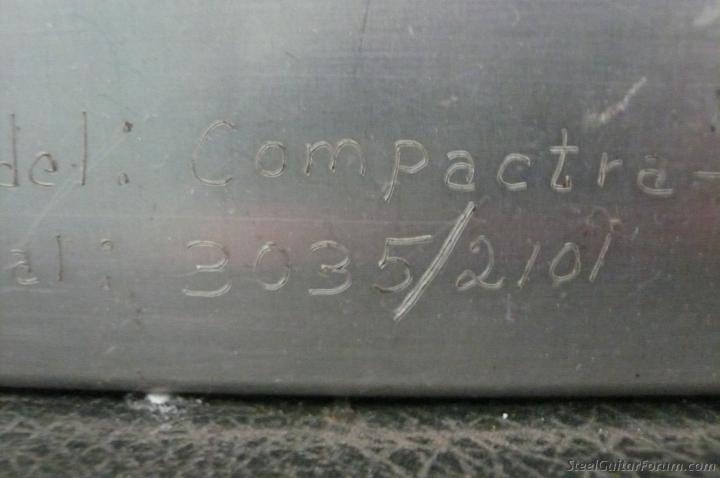 del: Compactra-
al: 3035/2101
SteelGuitarForum.com